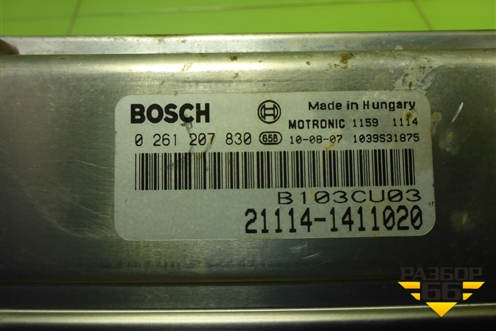 BOSCH
Made in Hungary
MOTRONIC 1159 1114
0 261 207 830 658 10-08-07 1039S31875
B103CU03
21114-1411020
РАЗБОР
66